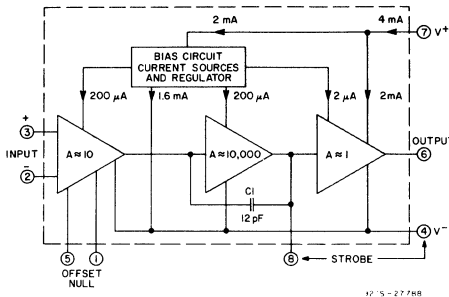 2 mA
4 mA
⑦ V+
BIAS CIRCUIT
CURRENT SOURCES
AND REGULATOR
200 μA
1.6 mA
200 μA
2 μA
2mA
+
③
INPUT
-
②
A ≈ 10
A ≈ 10,000
A ≈ 1
OUTPUT
⑥
C1
12 pF
④ V-
⑤
①
OFFSET
NULL
⑧
STROBE